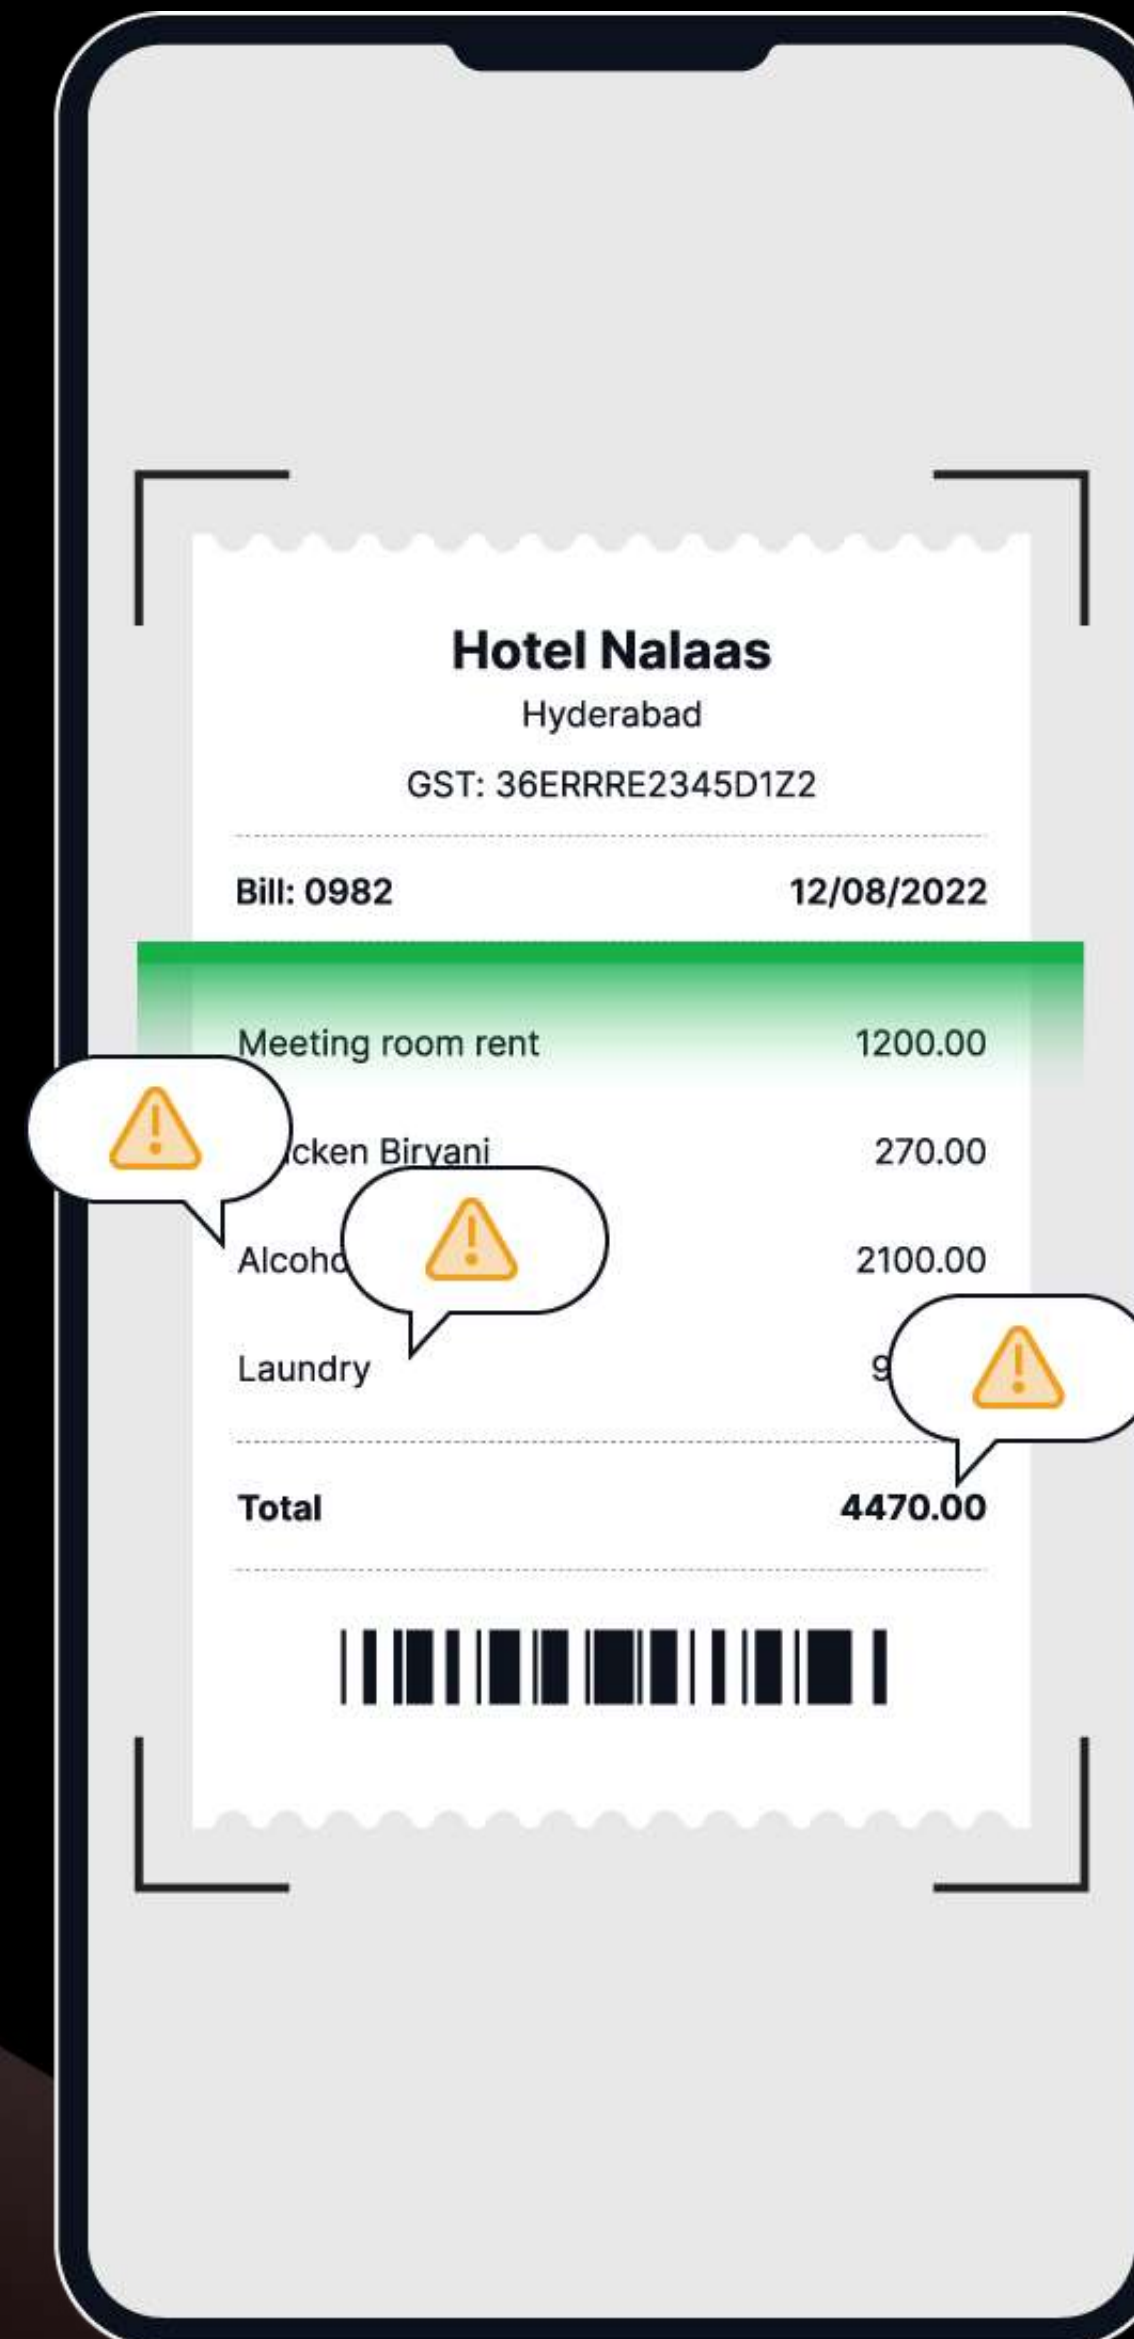 Hotel Nalaas
Hyderabad
GST: 36ERRRE2345D1Z2
Bill: 0982 12/08/2022
Meeting room rent 1200.00
Biryani 270.00
2100.00
Laundry
Total 4470.00